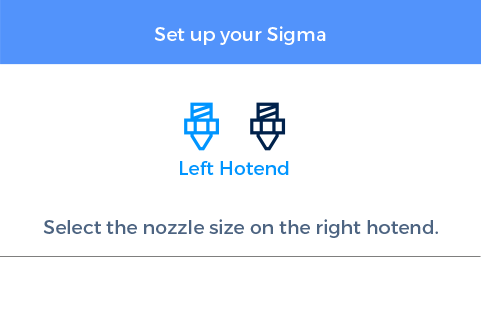 Set up your Sigma
Left Hotend
Select the nozzle size on the right hotend.